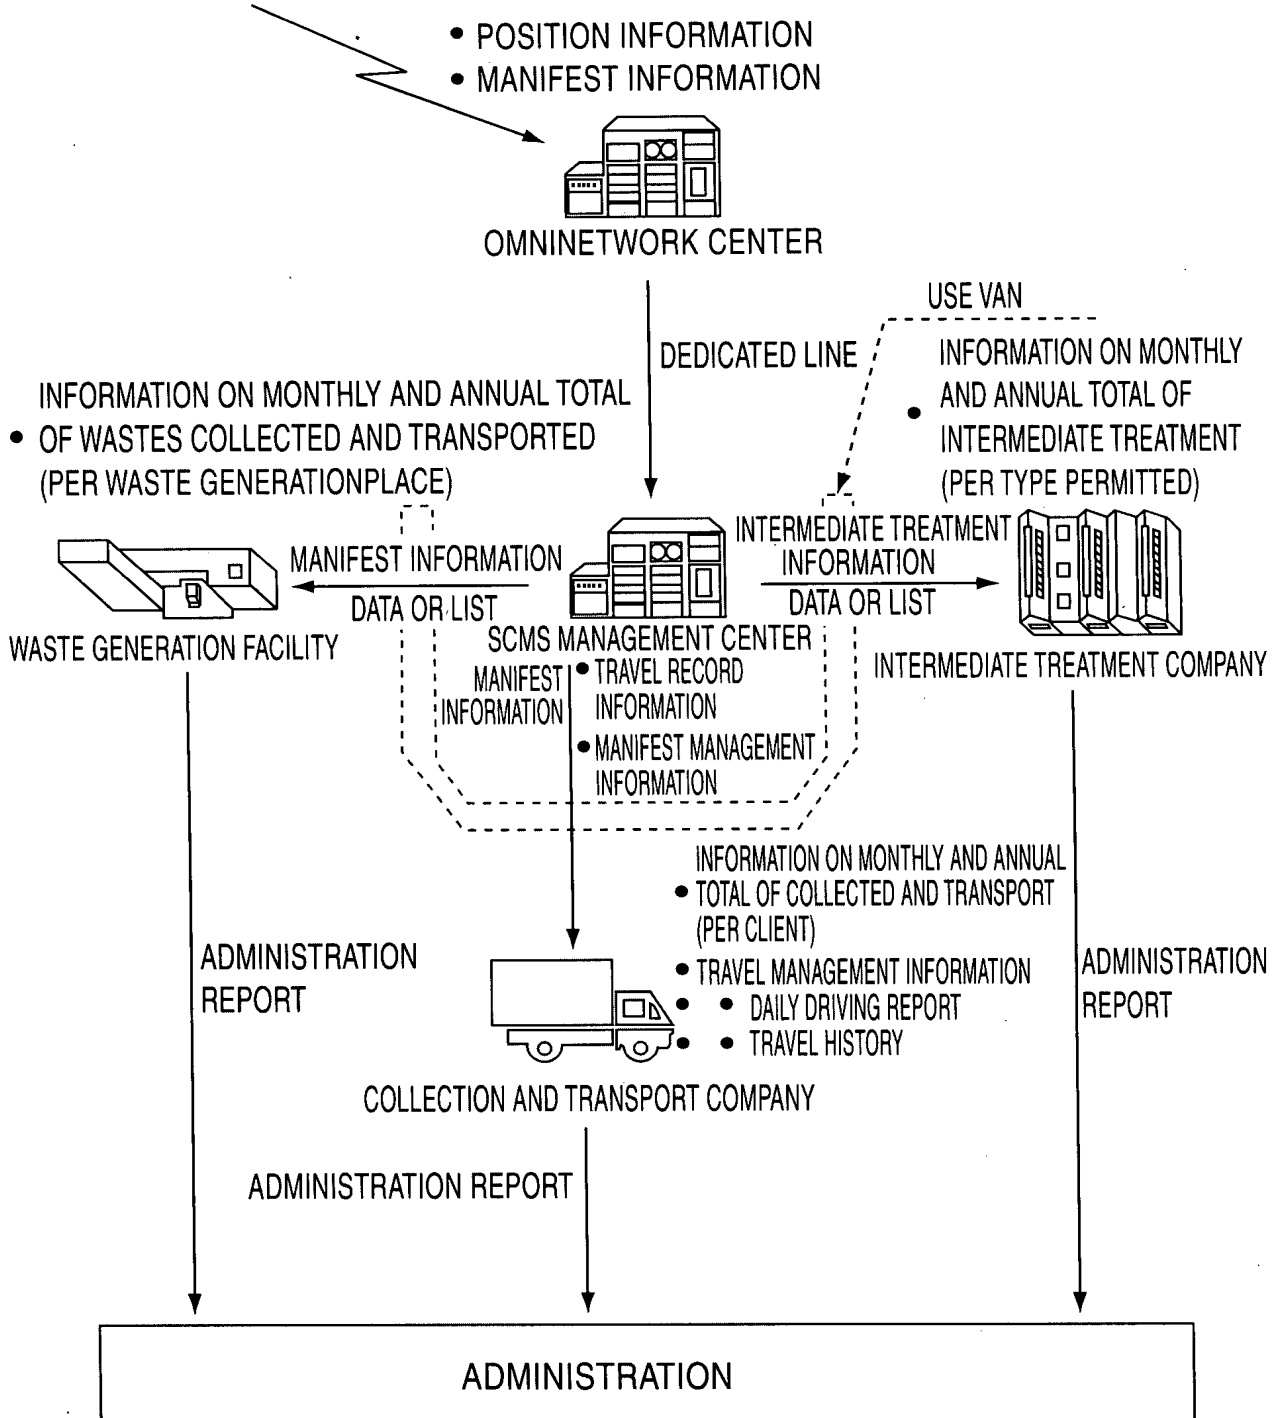 • POSITION INFORMATION
• MANIFEST INFORMATION
OMNINETWORK CENTER
USE VAN
DEDICATED LINE
INFORMATION ON MONTHLY
AND ANNUAL TOTAL OF
• INTERMEDIATE TREATMENT
(PER TYPE PERMITTED)
INFORMATION ON MONTHLY AND ANNUAL TOTAL
• OF WASTES COLLECTED AND TRANSPORTED
(PER WASTE GENERATIONPLACE)
MANIFEST INFORMATION
DATA OR LIST
INTERMEDIATE TREATMENT
INFORMATION
DATA OR LIST
WASTE GENERATION FACILITY
SCMS MANAGEMENT CENTER
INTERMEDIATE TREATMENT COMPANY
MANIFEST
INFORMATION
• TRAVEL RECORD
INFORMATION
• MANIFEST MANAGEMENT
INFORMATION
INFORMATION ON MONTHLY AND ANNUAL
• TOTAL OF COLLECTED AND TRANSPORT
(PER CLIENT)
• TRAVEL MANAGEMENT INFORMATION
• • DAILY DRIVING REPORT
• • TRAVEL HISTORY
ADMINISTRATION
REPORT
ADMINISTRATION
REPORT
COLLECTION AND TRANSPORT COMPANY
ADMINISTRATION REPORT
ADMINISTRATION